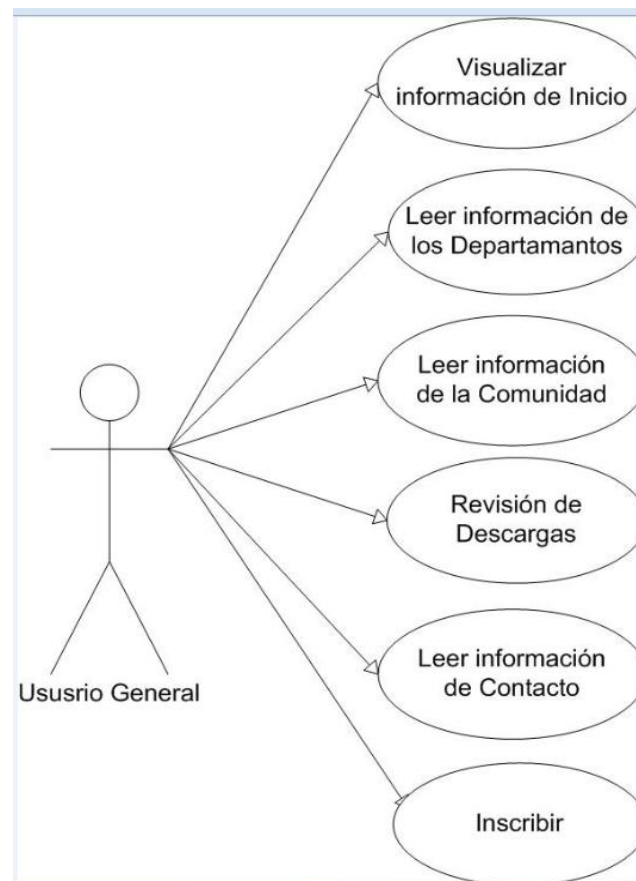 Visualizar
información de Inicio
Leer información de
los Departamantos
Leer información
de la Comunidad
Revisión de
Descargas
Leer información
de Contacto
Ususrio General
Inscribir